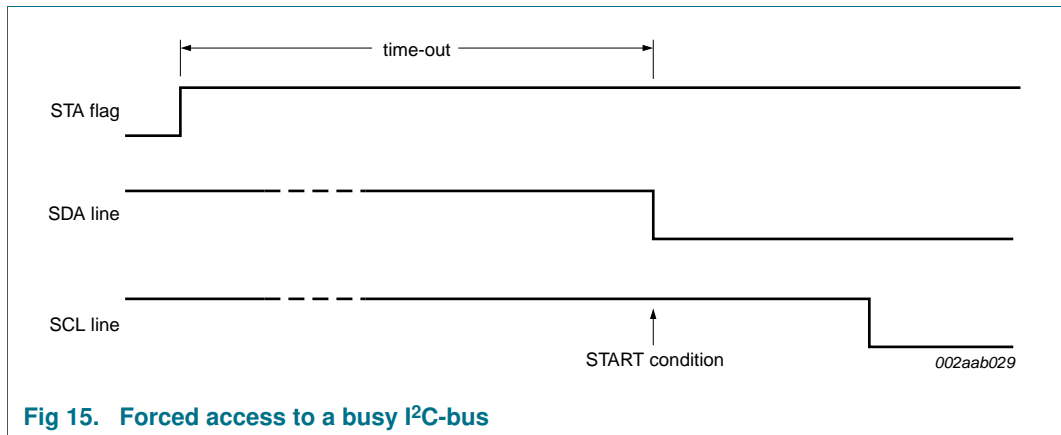 time-out
STA flag
SDA line
SCL line
START condition
002aab029
Fig 15. Forced access to a busy I²C-bus